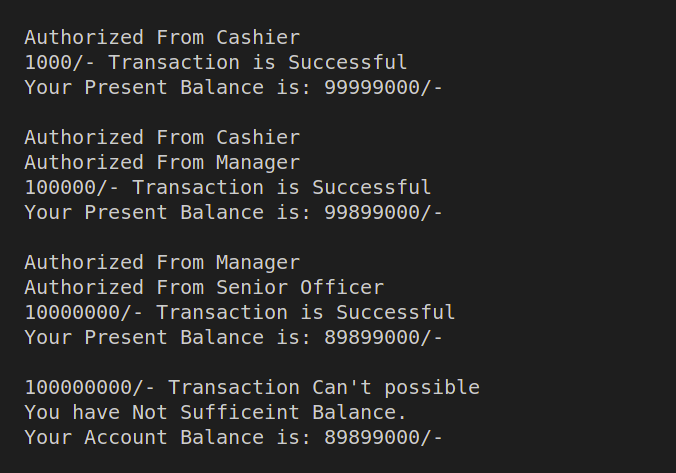 Authorized From Cashier
1000/- Transaction is Successful
Your Present Balance is: 99999000/-
Authorized From Cashier
Authorized From Manager
100000/- Transaction is Successful
Your Present Balance is: 99899000/-
Authorized From Manager
Authorized From Senior Officer
10000000/- Transaction is Successful
Your Present Balance is: 89899000/-
100000000/- Transaction Can't possible
You have Not Sufficeint Balance.
Your Account Balance is: 89899000/-